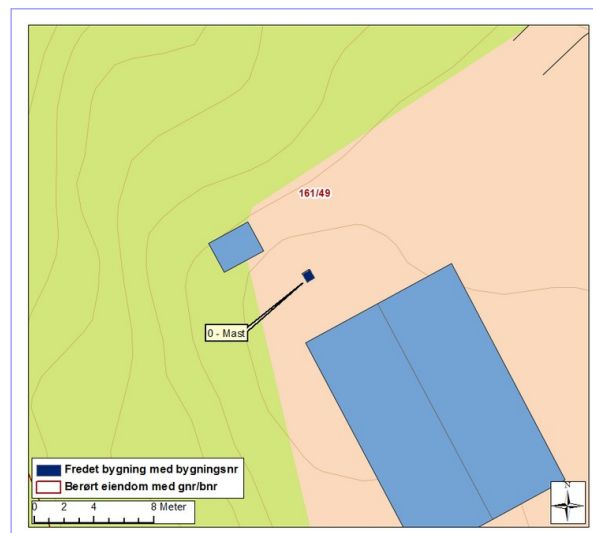 161/49
0 - Mast
Fredet bygning med bygningsnr
Berørt eiendom med gnr/bnr
0 2 4 8 Meter
N